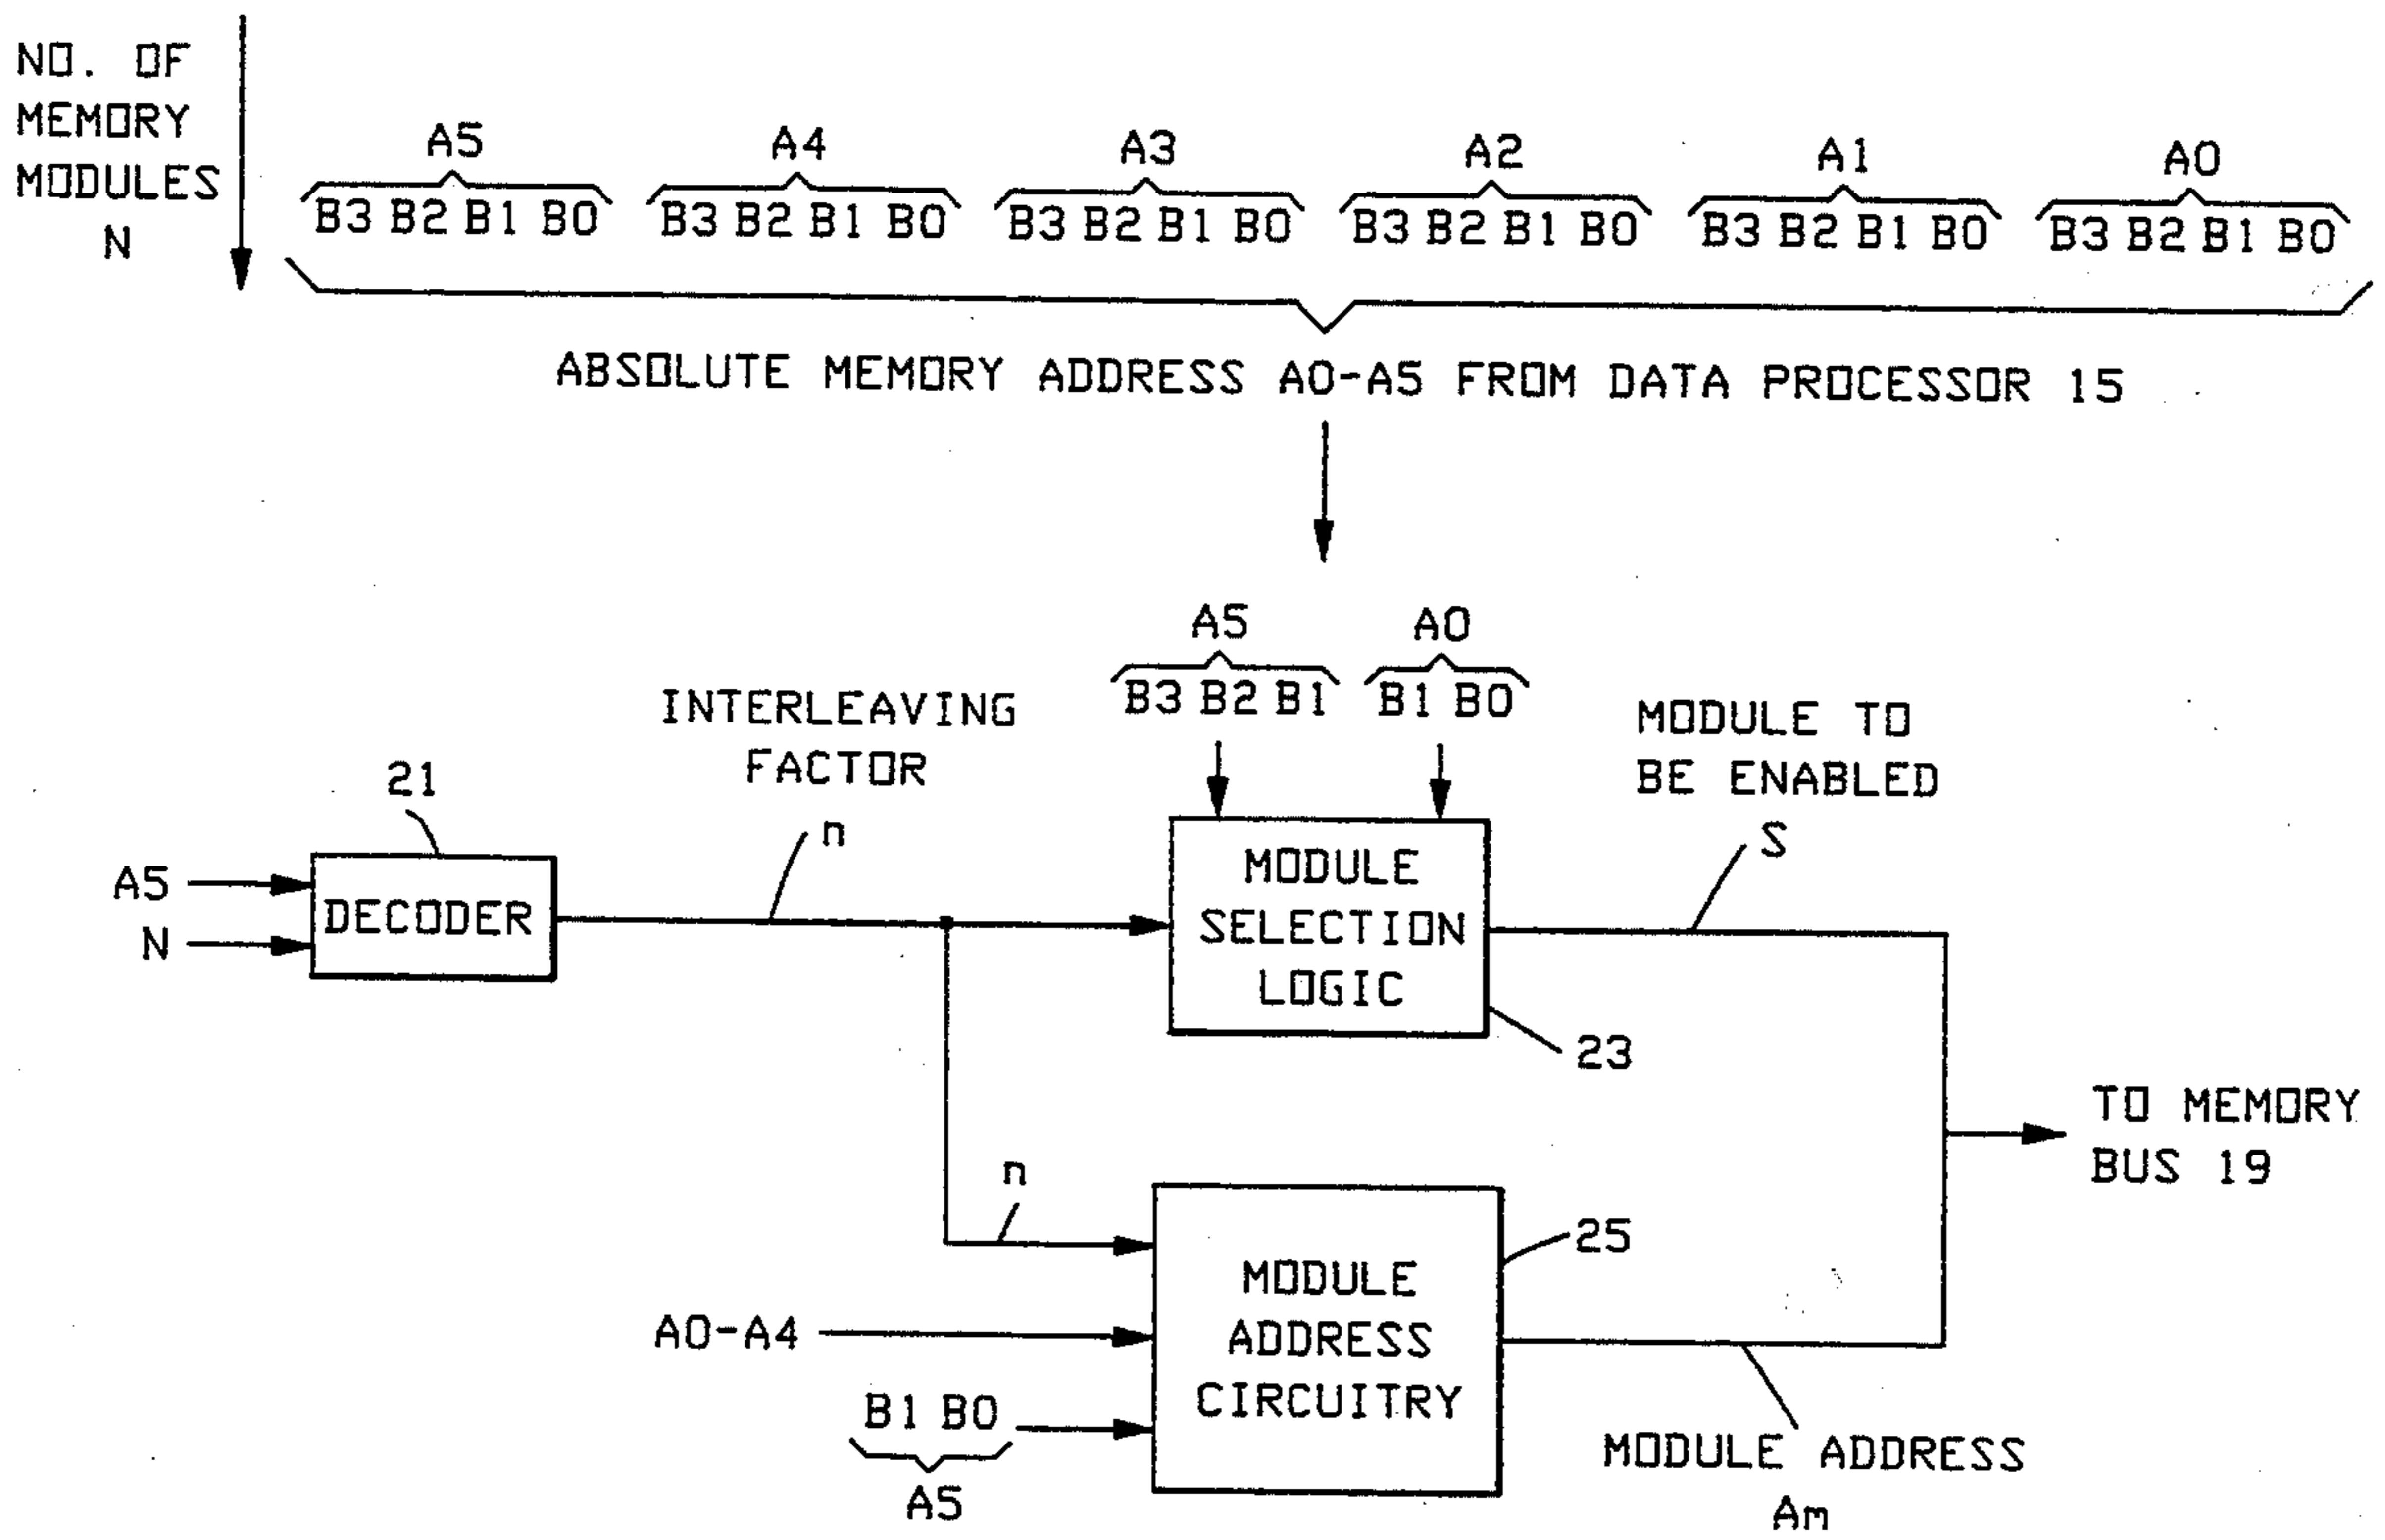 NO. OF
MEMORY
MODULES
N
A5 A4 A3 A2 A1 A0
B3 B2 B1 B0 B3 B2 B1 B0 B3 B2 B1 B0 B3 B2 B1 B0 B3 B2 B1 B0 B3 B2 B1 B0
ABSOLUTE MEMORY ADDRESS A0-A5 FROM DATA PROCESSOR 15
A5 A0
B3 B2 B1 B1 B0
INTERLEAVING
FACTOR
n
MODULE TO
BE ENABLED
S
21
A5
N
DECODER
MODULE
SELECTION
LOGIC
23
TO MEMORY
BUS 19
n
25
A0-A4
B1 B0
A5
MODULE
ADDRESS
CIRCUITRY
MODULE ADDRESS
Am